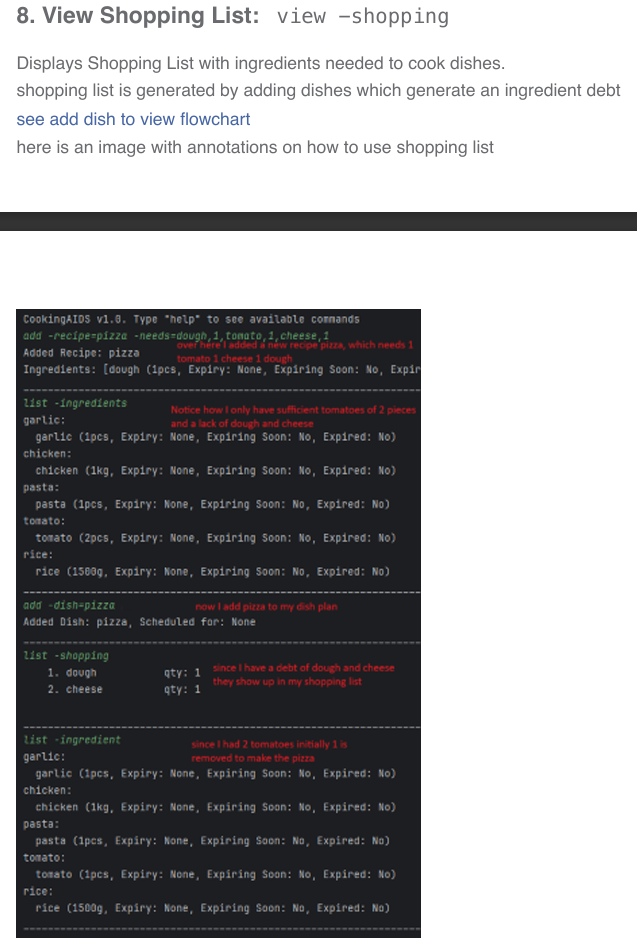 8. View Shopping List: view -shopping
Displays Shopping List with ingredients needed to cook dishes.
shopping list is generated by adding dishes which generate an ingredient debt
see add dish to view flowchart
here is an image with annotations on how to use shopping list
CookingAIDS v1.0. Type "help" to see available commands
add -recipe=pizza -needs=dough,1,tomato,1,cheese,1
over here I added a new recipe pizza, which needs 1
Added Recipe: pizza
tomato 1 cheese 1 dough
Ingredients: [dough (1pcs, Expiry: None, Expiring Soon: No, Expir
list -ingredients
Notice how I only have sufficient tomatoes of 2 pieces
garlic:
and a lack of dough and cheese
garlic (1pcs, Expiry: None, Expiring Soon: No, Expired: No)
chicken:
chicken (1kg, Expiry: None, Expiring Soon: No, Expired: No)
pasta:
pasta (1pcs, Expiry: None, Expiring Soon: No, Expired: No)
tomato:
tomato (2pcs, Expiry: None, Expiring Soon: No, Expired: No)
rice:
rice (1500g, Expiry: None, Expiring Soon: No, Expired: No)
add -dish=pizza
now I add pizza to my dish plan
Added Dish: pizza, Scheduled for: None
list -shopping
1. dough qty: 1
since I have a debt of dough and cheese
they show up in my shopping list
2. cheese qty: 1
list -ingredient
since I had 2 tomatoes initially 1 is
garlic:
removed to make the pizza
garlic (1pcs, Expiry: None, Expiring Soon: No, Expired: No)
chicken:
chicken (1kg, Expiry: None, Expiring Soon: No, Expired: No)
pasta:
pasta (1pcs, Expiry: None, Expiring Soon: No, Expired: No)
tomato:
tomato (1pcs, Expiry: None, Expiring Soon: No, Expired: No)
rice:
rice (1500g, Expiry: None, Expiring Soon: No, Expired: No)